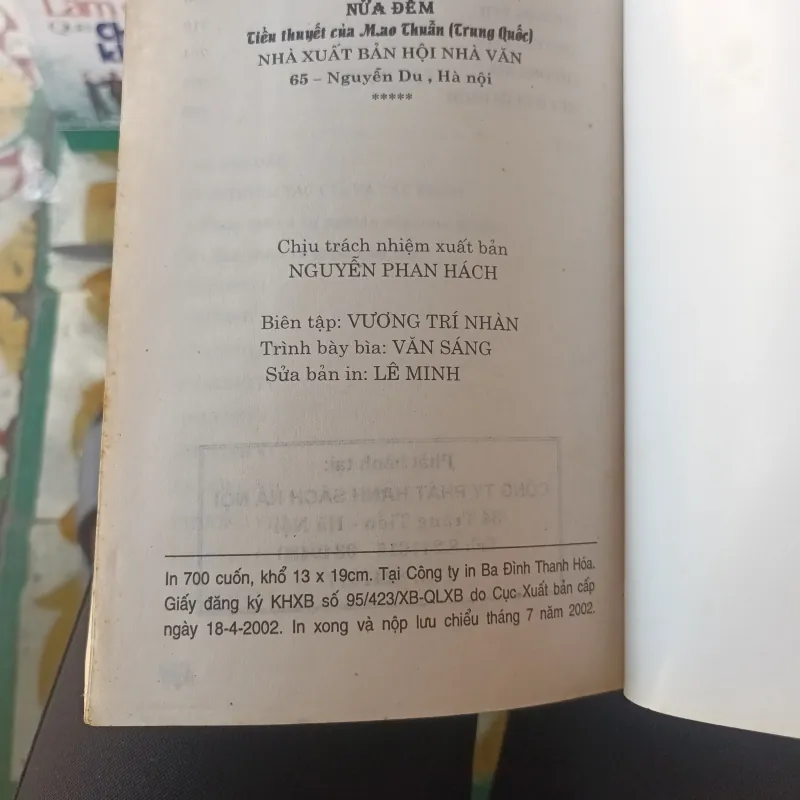 NỬA ĐÊM
Tiểu thuyết của M.ao Thuẫn (Trung Quốc)
NHÀ XUẤT BẢN HỘI NHÀ VĂN
65 – Nguyễn Du , Hà nội
*****
Chịu trách nhiệm xuất bản
NGUYỄN PHAN HÁCH
Biên tập: VƯƠNG TRÍ NHÀN
Trình bày bìa: VĂN SÁNG
Sửa bản in: LÊ MINH
In 700 cuốn, khổ 13 x 19cm. Tại Công ty in Ba Đình Thanh Hóa.
Giấy đăng ký KHXB số 95/423/XB-QLXB do Cục Xuất bản cấp
ngày 18-4-2002. In xong và nộp lưu chiểu tháng 7 năm 2002.